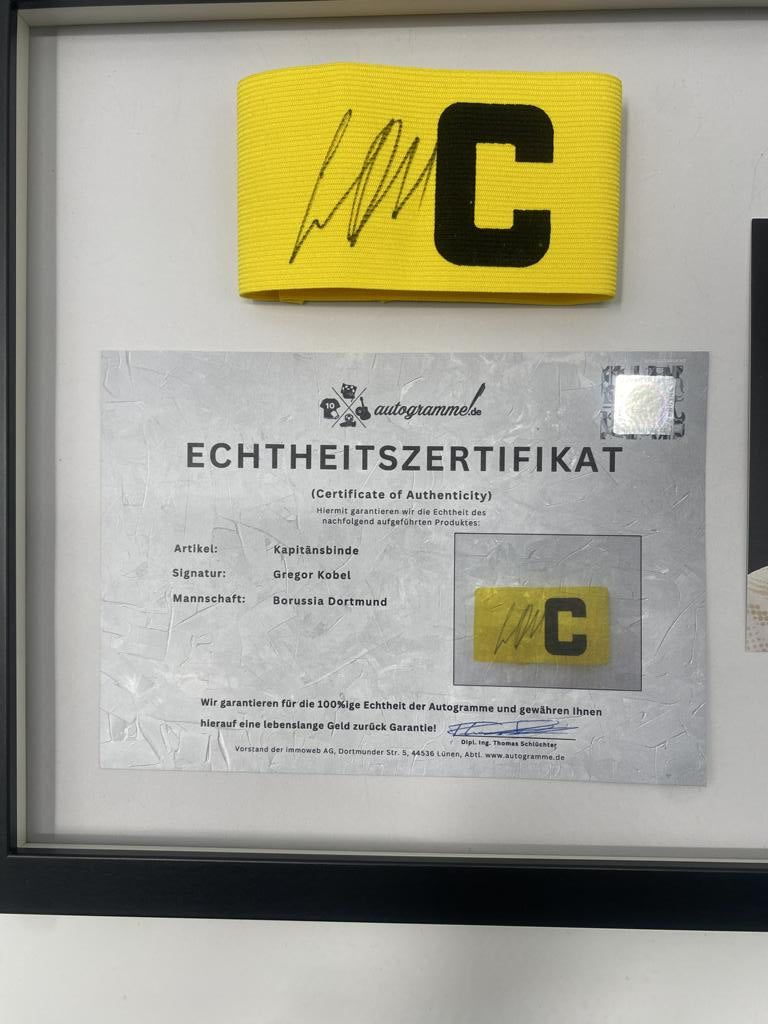 C
10
autogramme!.de
ECHTHEITSZERTIFIKAT
(Certificate of Authenticity)
Hiermit garantieren wir die Echtheit des
nachfolgend aufgeführten Produktes:
Artikel: Kapitänsbinde
Signatur: Gregor Kobel
Mannschaft: Borussia Dortmund
C
Wir garantieren für die 100%ige Echtheit der Autogramme und gewähren Ihnen
hierauf eine lebenslange Geld zurück Garantie!
Dipl. Ing. Thomas Schlüchter
Vorstand der immoweb AG, Dortmunder Str. 5, 44536 Lünen, Abtl. www.autogramme.de